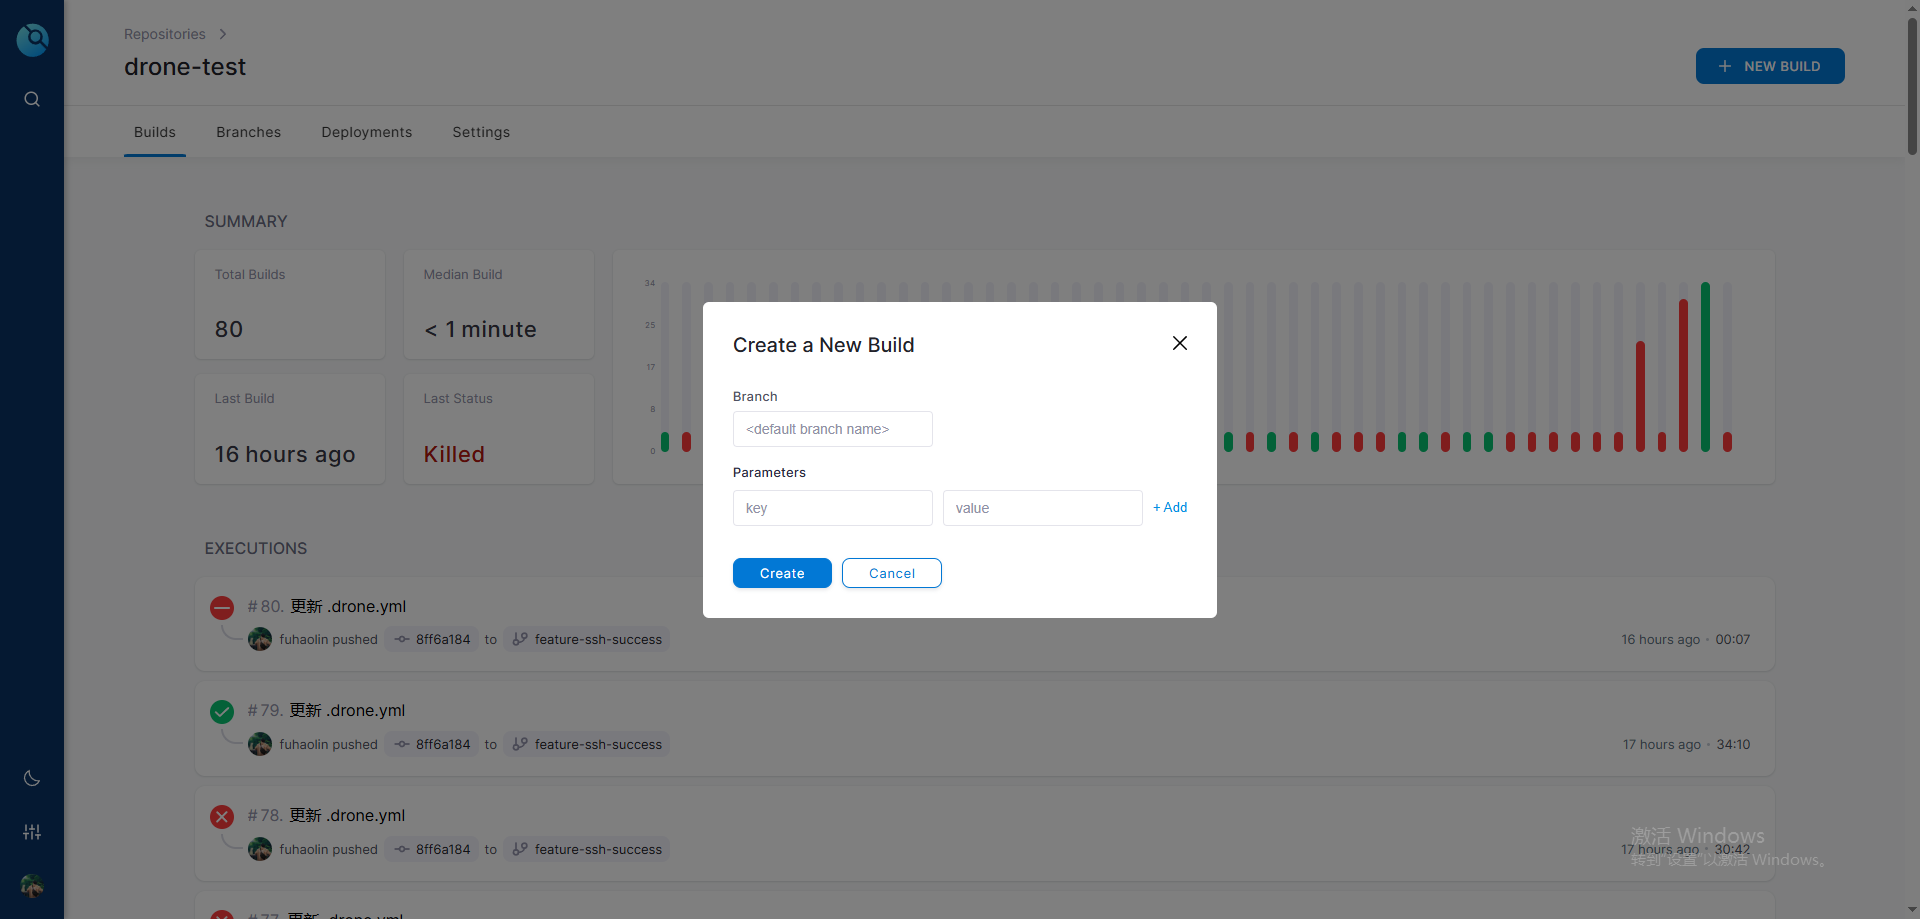 Repositories
drone-test
NEW BUILD
Builds
Branches
Deployments
Settings
SUMMARY
Total Builds
80
Median Build
< 1 minute
Last Build
16 hours ago
Last Status
Killed
34
25
17
8
0
Create a New Build
Branch
<default branch name>
Parameters
key
value
+ Add
Create
Cancel
EXECUTIONS
#80. 更新 .drone.yml
fuhaolin pushed 8ff6a184 to feature-ssh-success
16 hours ago · 00:07
#79. 更新 .drone.yml
fuhaolin pushed 8ff6a184 to feature-ssh-success
17 hours ago · 34:10
#78. 更新 .drone.yml
fuhaolin pushed 8ff6a184 to feature-ssh-success
17 hours ago · 30:42
激活 Windows
转到"设置"以激活 Windows。
#77. 更新 .drone.yml